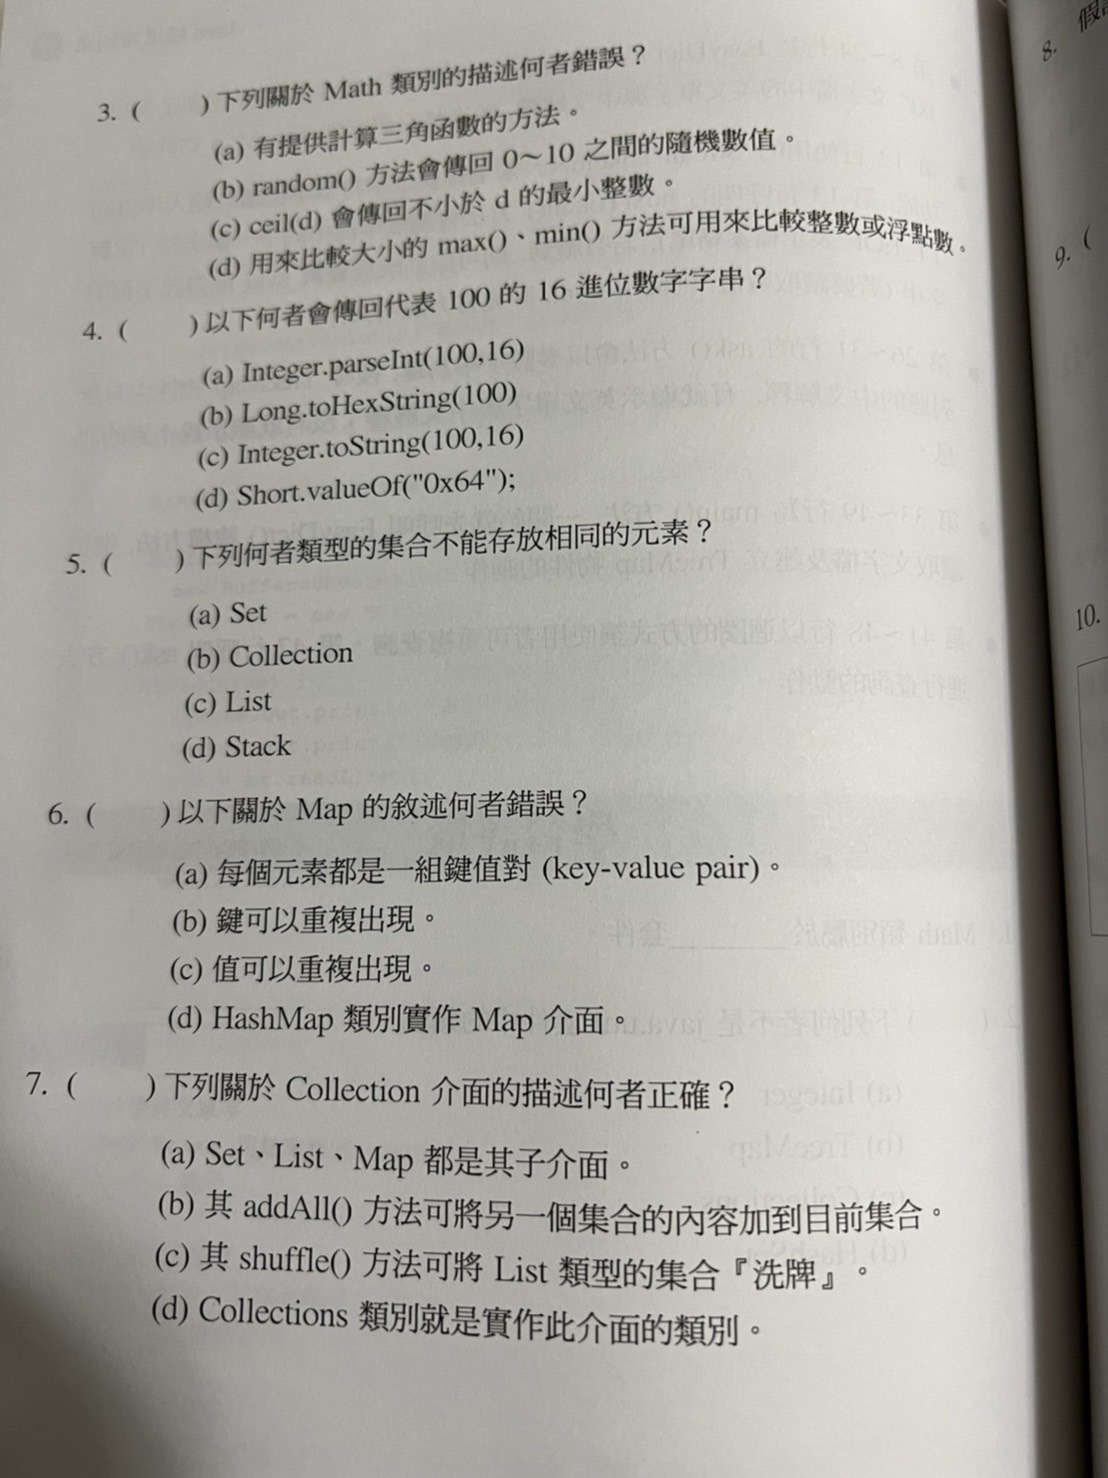 3. (　　) 下列關於 Math 類別的描述何者錯誤？
(a) 有提供計算三角函數的方法。
(b) random() 方法會傳回 0～10 之間的隨機數值。
(c) ceil(d) 會傳回不小於 d 的最小整數。
(d) 用來比較大小的 max()、min() 方法可用來比較整數或浮點數。
4. (　　) 以下何者會傳回代表 100 的 16 進位數字字串？
(a) Integer.parseInt(100,16)
(b) Long.toHexString(100)
(c) Integer.toString(100,16)
(d) Short.valueOf("0x64");
5. (　　) 下列何者類型的集合不能存放相同的元素？
(a) Set
(b) Collection
(c) List
(d) Stack
6. (　　) 以下關於 Map 的敘述何者錯誤？
(a) 每個元素都是一組鍵值對 (key-value pair)。
(b) 鍵可以重複出現。
(c) 值可以重複出現。
(d) HashMap 類別實作 Map 介面。
7. (　　) 下列關於 Collection 介面的描述何者正確？
(a) Set、List、Map 都是其子介面。
(b) 其 addAll() 方法可將另一個集合的內容加到目前集合。
(c) 其 shuffle() 方法可將 List 類型的集合『洗牌』。
(d) Collections 類別就是實作此介面的類別。
8. 假
9. (
10.